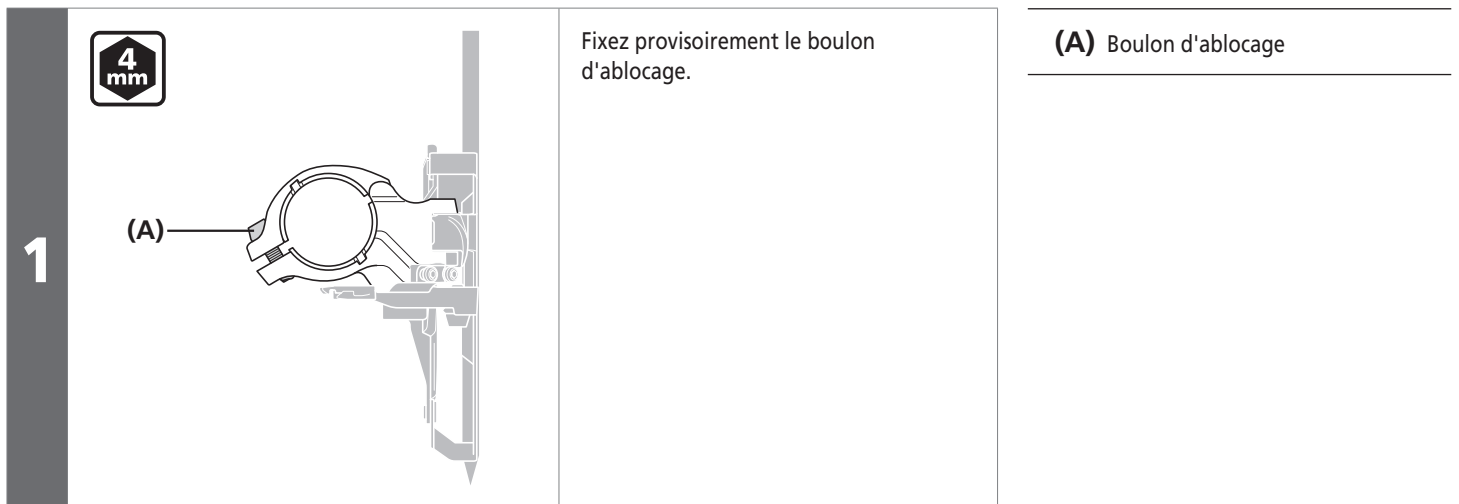 1
4
mm
(A)
Fixez provisoirement le boulon
d'ablocage.
(A) Boulon d'ablocage